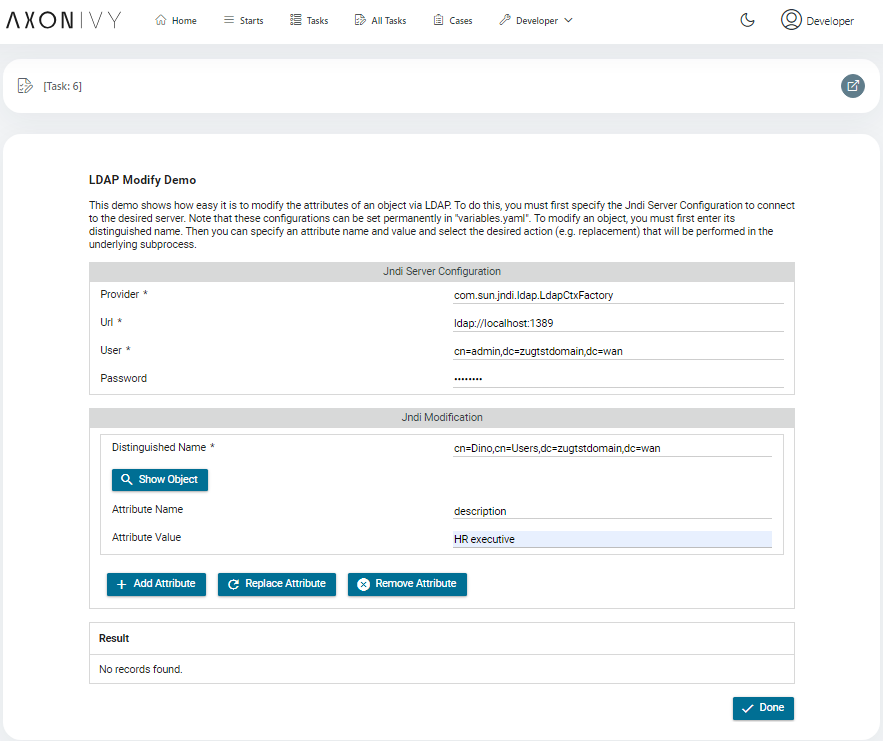 AXONIVY
Home
Starts
Tasks
All Tasks
Cases
Developer
Developer
[Task: 6]
LDAP Modify Demo
This demo shows how easy it is to modify the attributes of an object via LDAP. To do this, you must first specify the Jndi Server Configuration to connect
to the desired server. Note that these configurations can be set permanently in "variables.yaml". To modify an object, you must first enter its
distinguished name. Then you can specify an attribute name and value and select the desired action (e.g. replacement) that will be performed in the
underlying subprocess.
Jndi Server Configuration
Provider * com.sun.jndi.ldap.LdapCtxFactory
Url * ldap://localhost:1389
User * cn=admin,dc=zugtstdomain,dc=wan
Password ••••••••
Jndi Modification
Distinguished Name * cn=Dino,cn=Users,dc=zugtstdomain,dc=wan
Show Object
Attribute Name description
Attribute Value HR executive
Add Attribute Replace Attribute Remove Attribute
Result
No records found.
Done